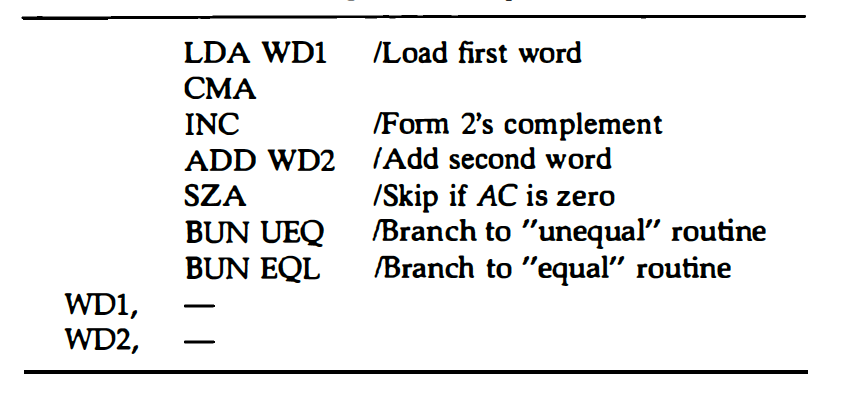 LDA WD1 /Load first word
CMA
INC /Form 2's complement
ADD WD2 /Add second word
SZA /Skip if AC is zero
BUN UEQ /Branch to "unequal" routine
BUN EQL /Branch to "equal" routine
WD1, —
WD2, —